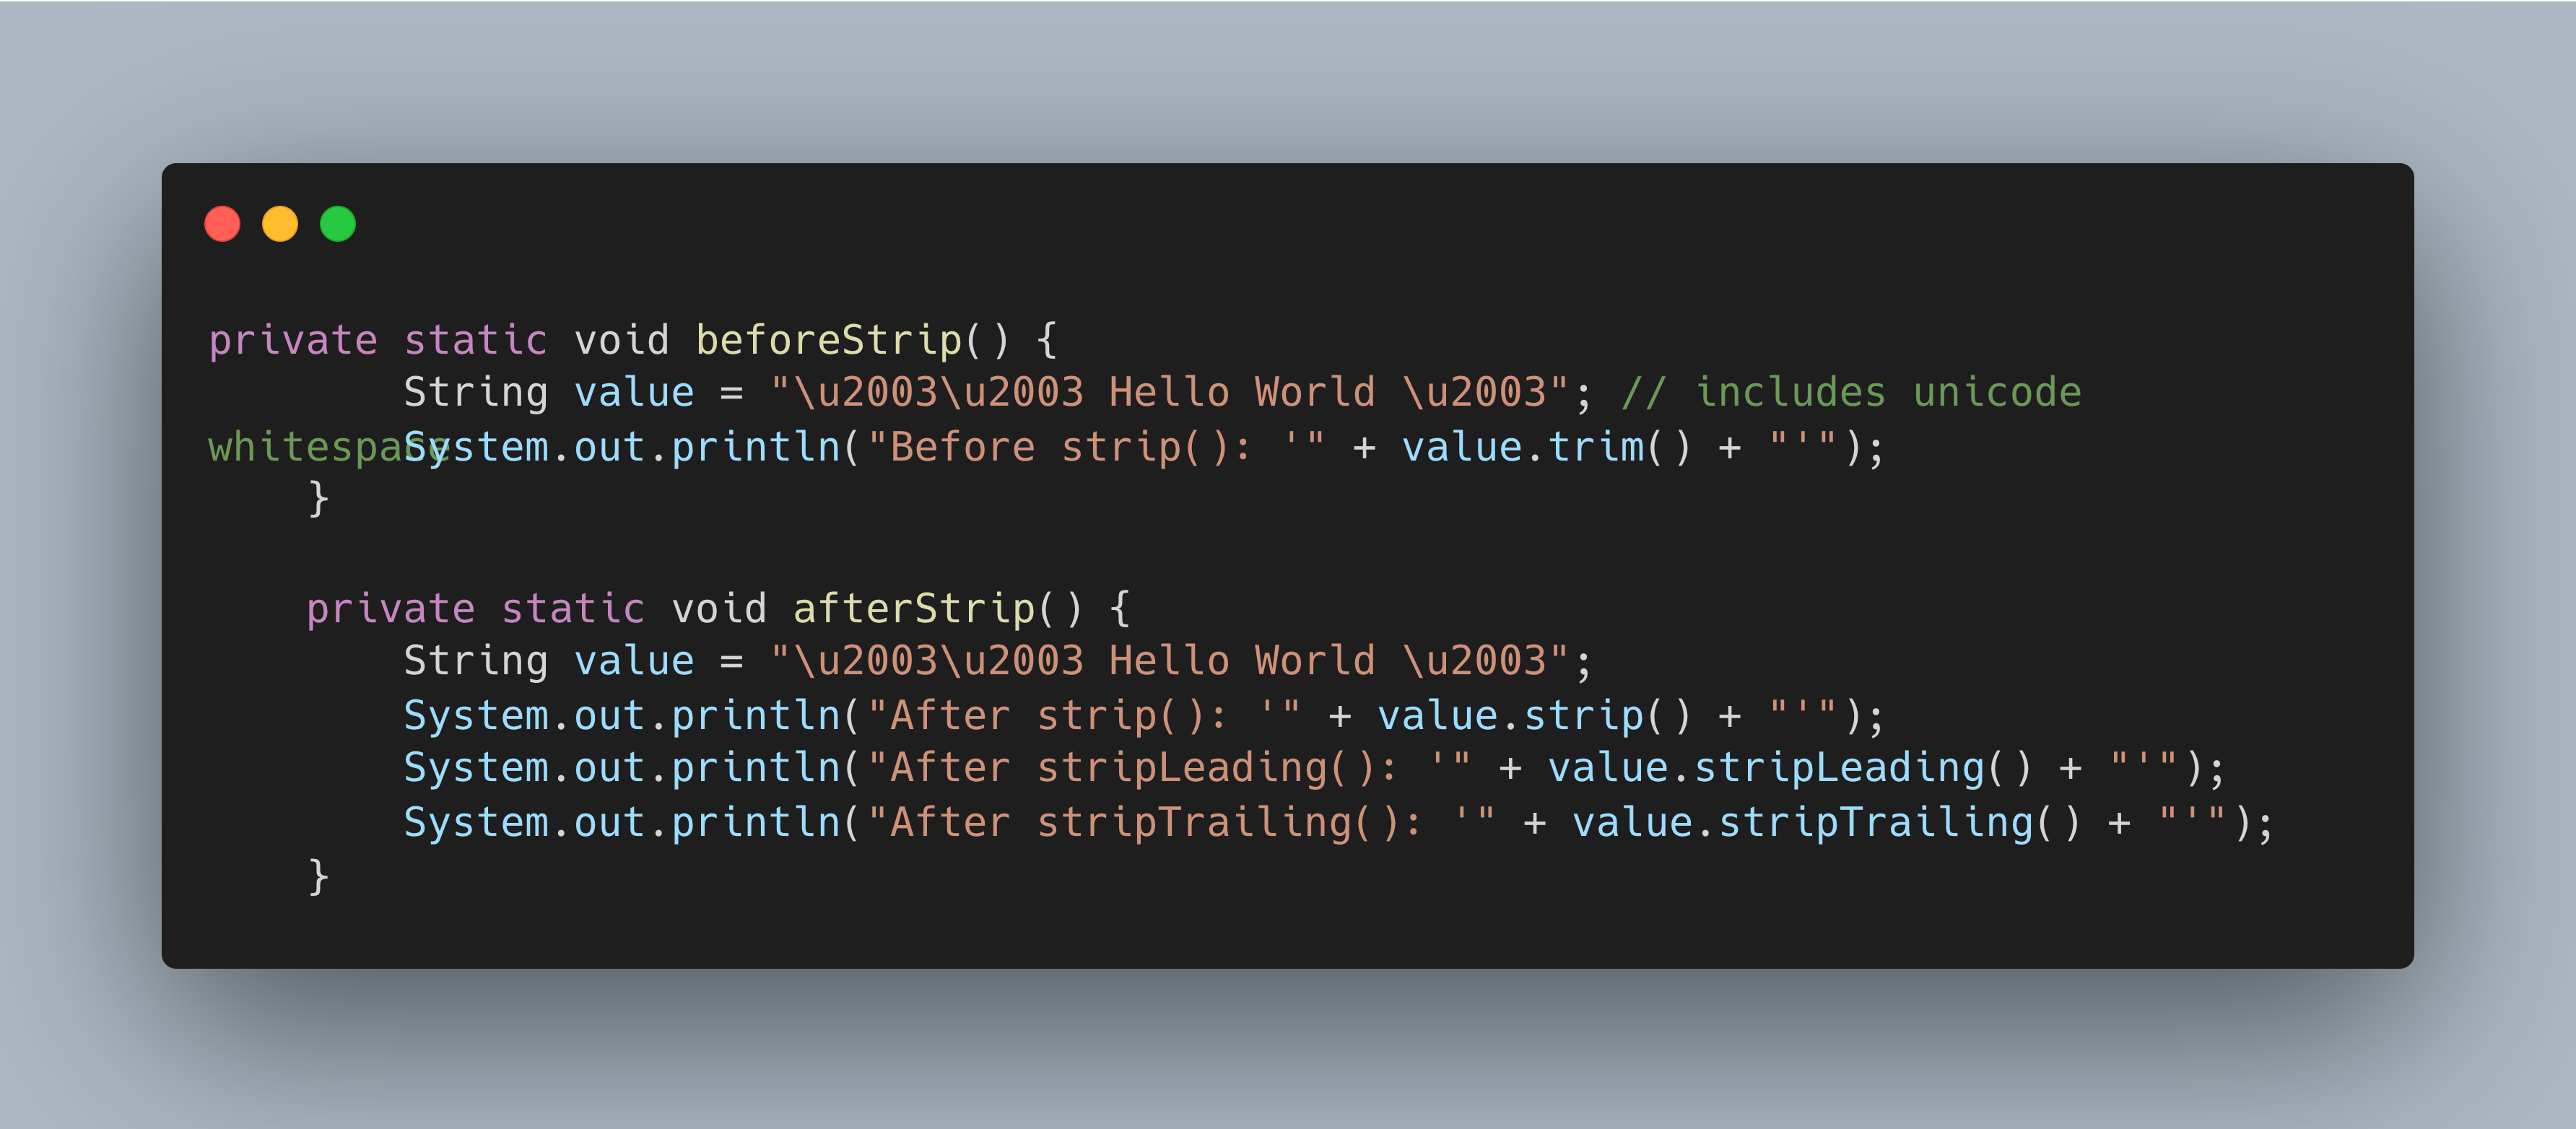 private static void beforeStrip() {
        String value = "\u2003\u2003 Hello World \u2003"; // includes unicode
whitespace
        System.out.println("Before strip(): '" + value.trim() + "'");
    }

    private static void afterStrip() {
        String value = "\u2003\u2003 Hello World \u2003";
        System.out.println("After strip(): '" + value.strip() + "'");
        System.out.println("After stripLeading(): '" + value.stripLeading() + "'");
        System.out.println("After stripTrailing(): '" + value.stripTrailing() + "'");
    }